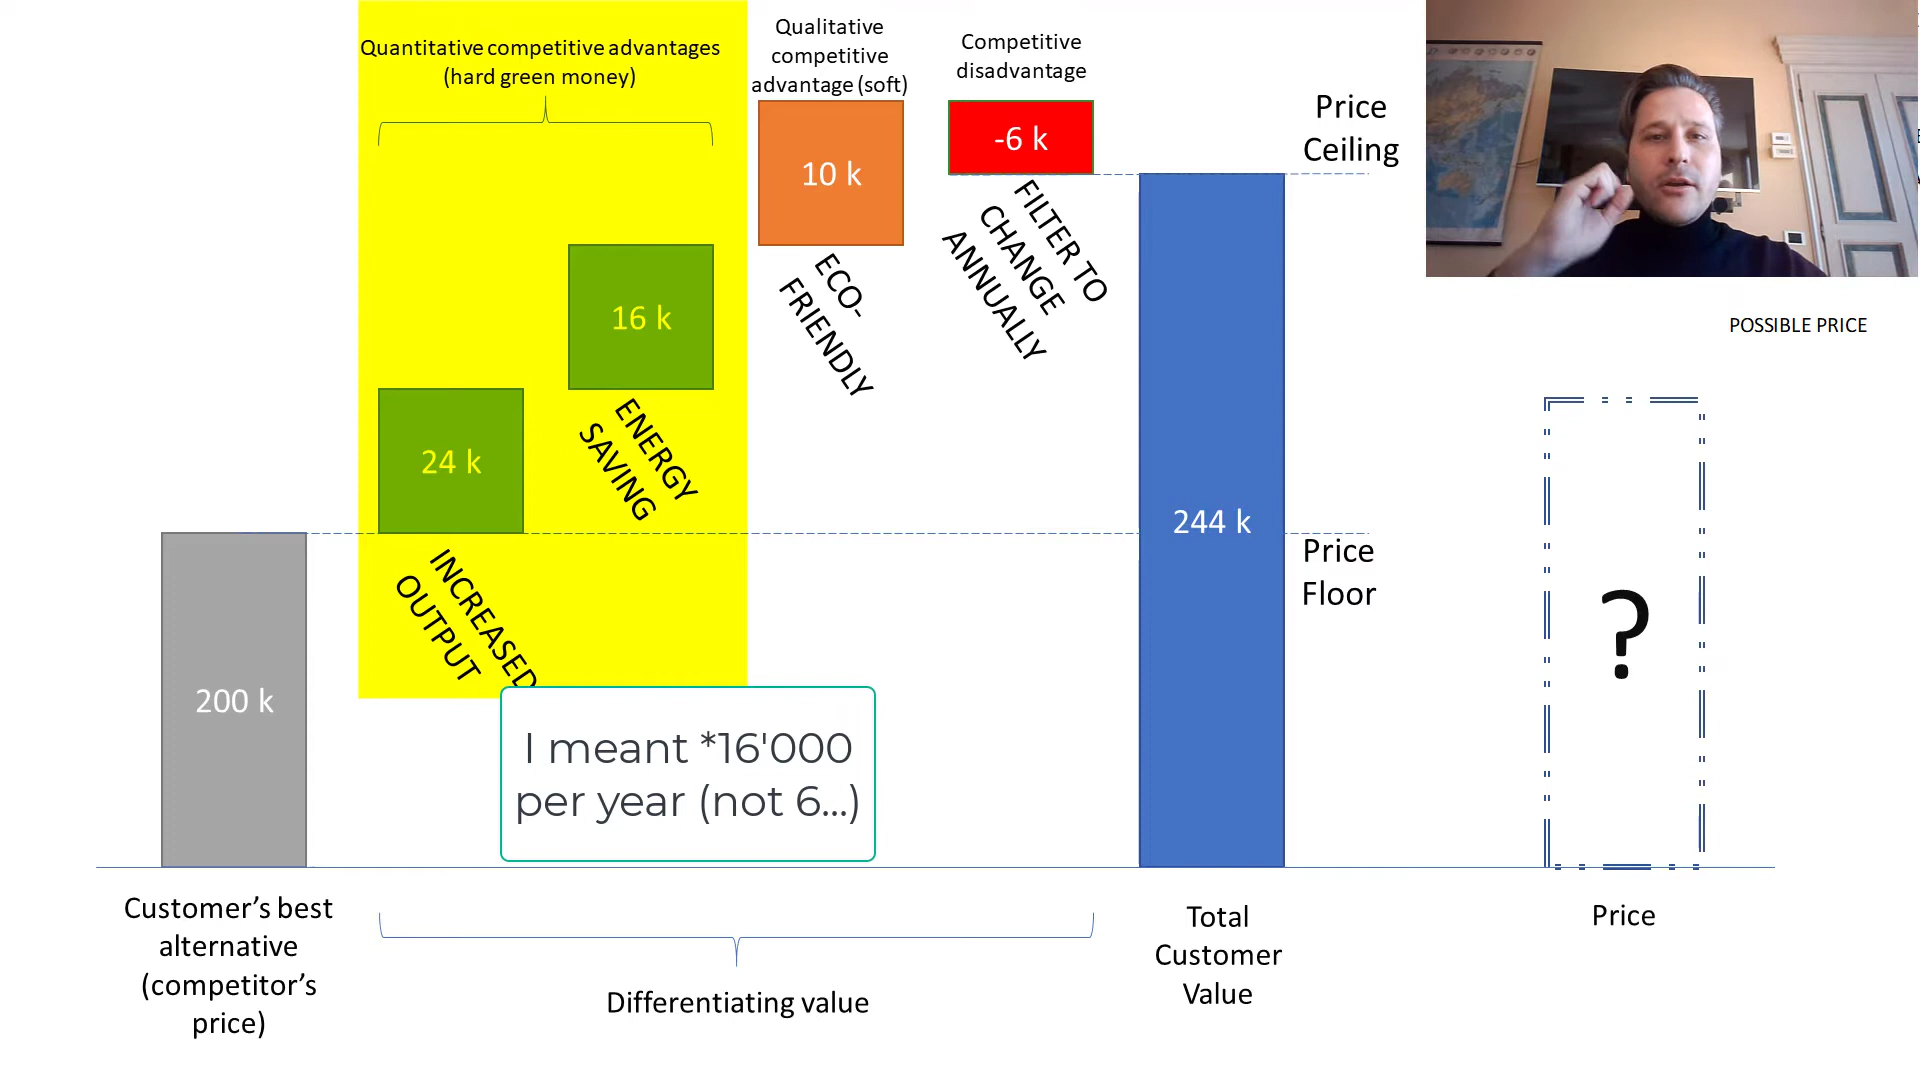 Quantitative competitive advantages
(hard green money)
Qualitative
competitive
advantage (soft)
Competitive
disadvantage
Price
Ceiling
-6 k
10 k
16 k
24 k
200 k
244 k
FILTER TO
CHANGE
ANNUALLY
ECO-
FRIENDLY
ENERGY
SAVING
INCREASED
OUTPUT
POSSIBLE PRICE
Price
Floor
?
I meant *16'000
per year (not 6...)
Customer’s best
alternative
(competitor’s
price)
Differentiating value
Total
Customer
Value
Price